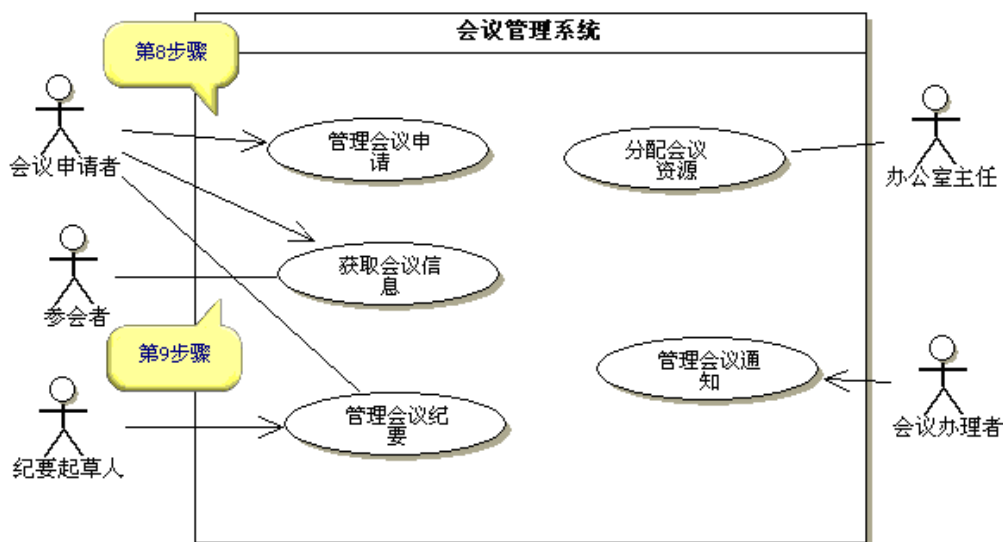 会议管理系统
第8步骤
会议申请者
管理会议申
请
分配会议
资源
办公室主任
参会者
获取会议信
息
第9步骤
管理会议通
知
纪要起草人
管理会议纪
要
会议办理者